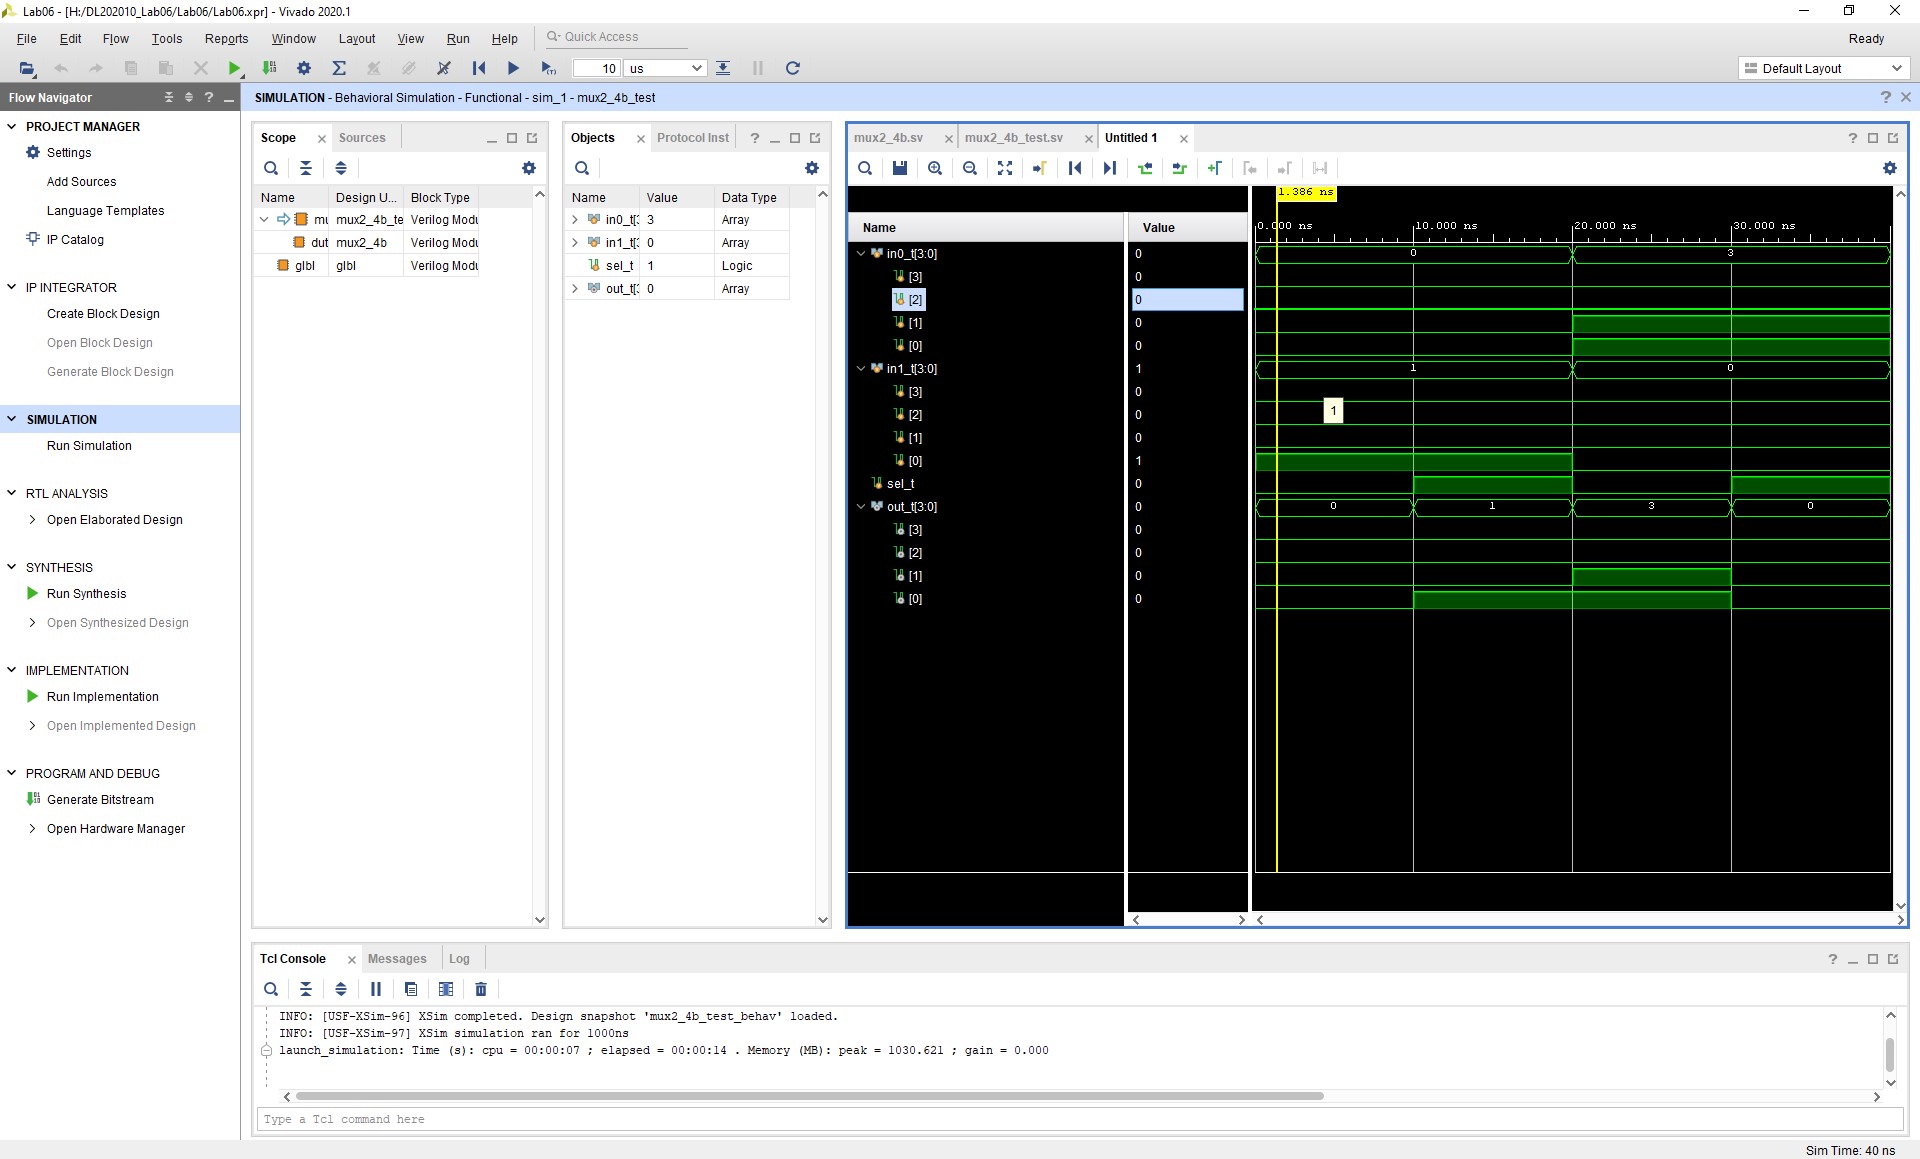 Lab06 - [H:/DL202010_Lab06/Lab06/Lab06.xpr] - Vivado 2020.1
File Edit Flow Tools Reports Window Layout View Run Help Quick Access Ready
10 us Default Layout
Flow Navigator
SIMULATION - Behavioral Simulation - Functional - sim_1 - mux2_4b_test
PROJECT MANAGER
Settings
Add Sources
Language Templates
IP Catalog
IP INTEGRATOR
Create Block Design
Open Block Design
Generate Block Design
SIMULATION
Run Simulation
RTL ANALYSIS
Open Elaborated Design
SYNTHESIS
Run Synthesis
Open Synthesized Design
IMPLEMENTATION
Run Implementation
Open Implemented Design
PROGRAM AND DEBUG
Generate Bitstream
Open Hardware Manager
Scope Sources
Name Design U... Block Type
mu mux2_4b_te Verilog Modu
dut mux2_4b Verilog Modu
glbl glbl Verilog Modu
Objects Protocol Inst
Name Value Data Type
in0_t[3 3 Array
in1_t[3 0 Array
sel_t 1 Logic
out_t[3 0 Array
mux2_4b.sv mux2_4b_test.sv Untitled 1
1.386 ns
Name Value
0.000 ns 10.000 ns 20.000 ns 30.000 ns
in0_t[3:0] 0 0 3
[3] 0
[2] 0
[1] 0
[0] 0
in1_t[3:0] 1 1 0
[3] 0
[2] 0 1
[1] 0
[0] 1
sel_t 0
out_t[3:0] 0 0 1 3 0
[3] 0
[2] 0
[1] 0
[0] 0
Tcl Console Messages Log
INFO: [USF-XSim-96] XSim completed. Design snapshot 'mux2_4b_test_behav' loaded.
INFO: [USF-XSim-97] XSim simulation ran for 1000ns
launch_simulation: Time (s): cpu = 00:00:07 ; elapsed = 00:00:14 . Memory (MB): peak = 1030.621 ; gain = 0.000
Type a Tcl command here
Sim Time: 40 ns